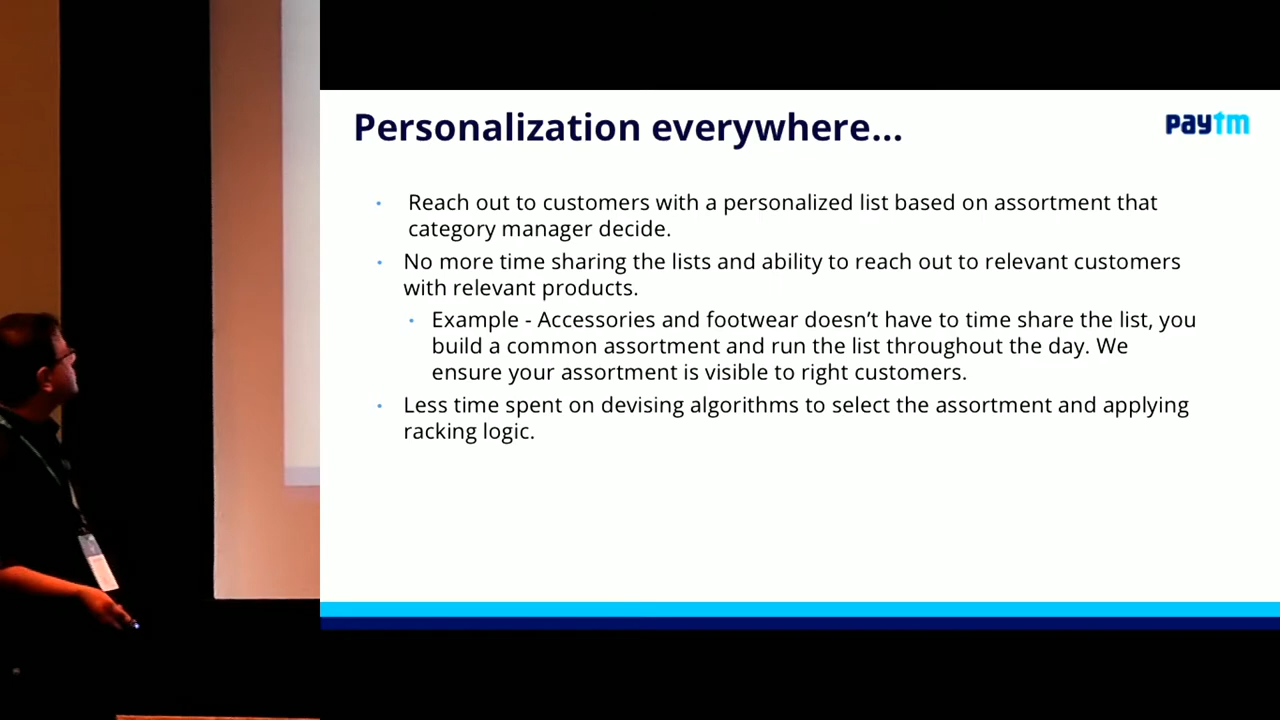 Personalization everywhere...
paytm
• Reach out to customers with a personalized list based on assortment that
category manager decide.
• No more time sharing the lists and ability to reach out to relevant customers
with relevant products.
• Example - Accessories and footwear doesn't have to time share the list, you
build a common assortment and run the list throughout the day. We
ensure your assortment is visible to right customers.
• Less time spent on devising algorithms to select the assortment and applying
racking logic.